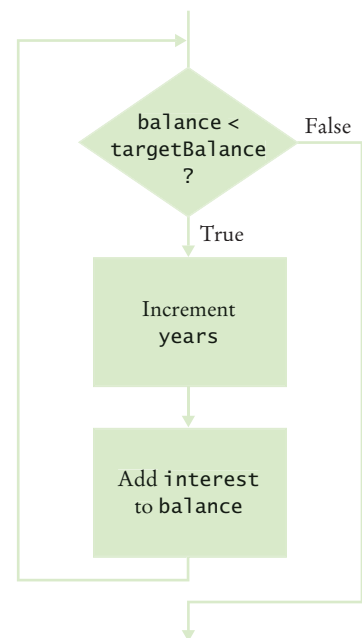 balance <
targetBalance
?
False
True
Increment
years
Add interest
to balance